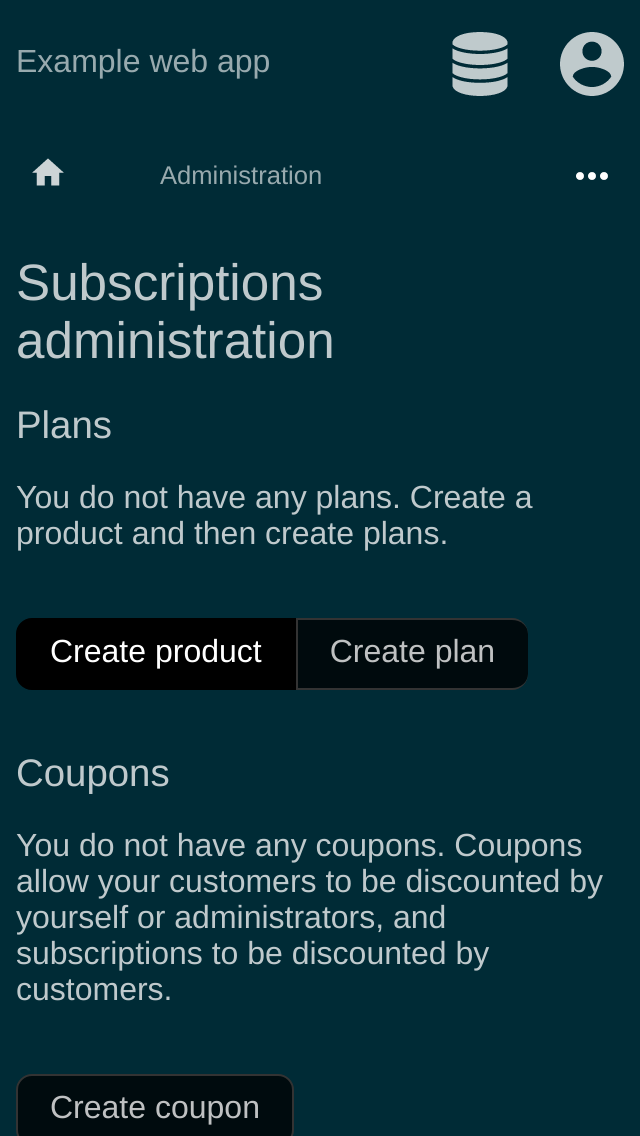 Example web app
Administration
Subscriptions
administration
Plans
You do not have any plans. Create a
product and then create plans.
Create product
Create plan
Coupons
You do not have any coupons. Coupons
allow your customers to be discounted by
yourself or administrators, and
subscriptions to be discounted by
customers.
Create coupon